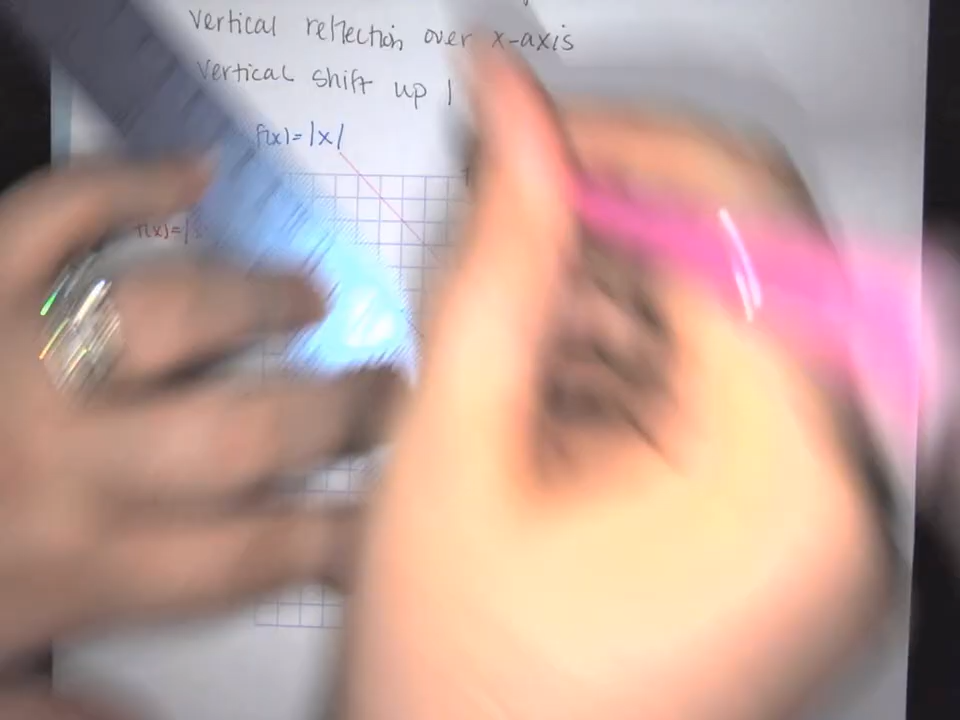 Vertical reflection over x-axis
Vertical shift up 1
f(x)=|x|
f(x)=|